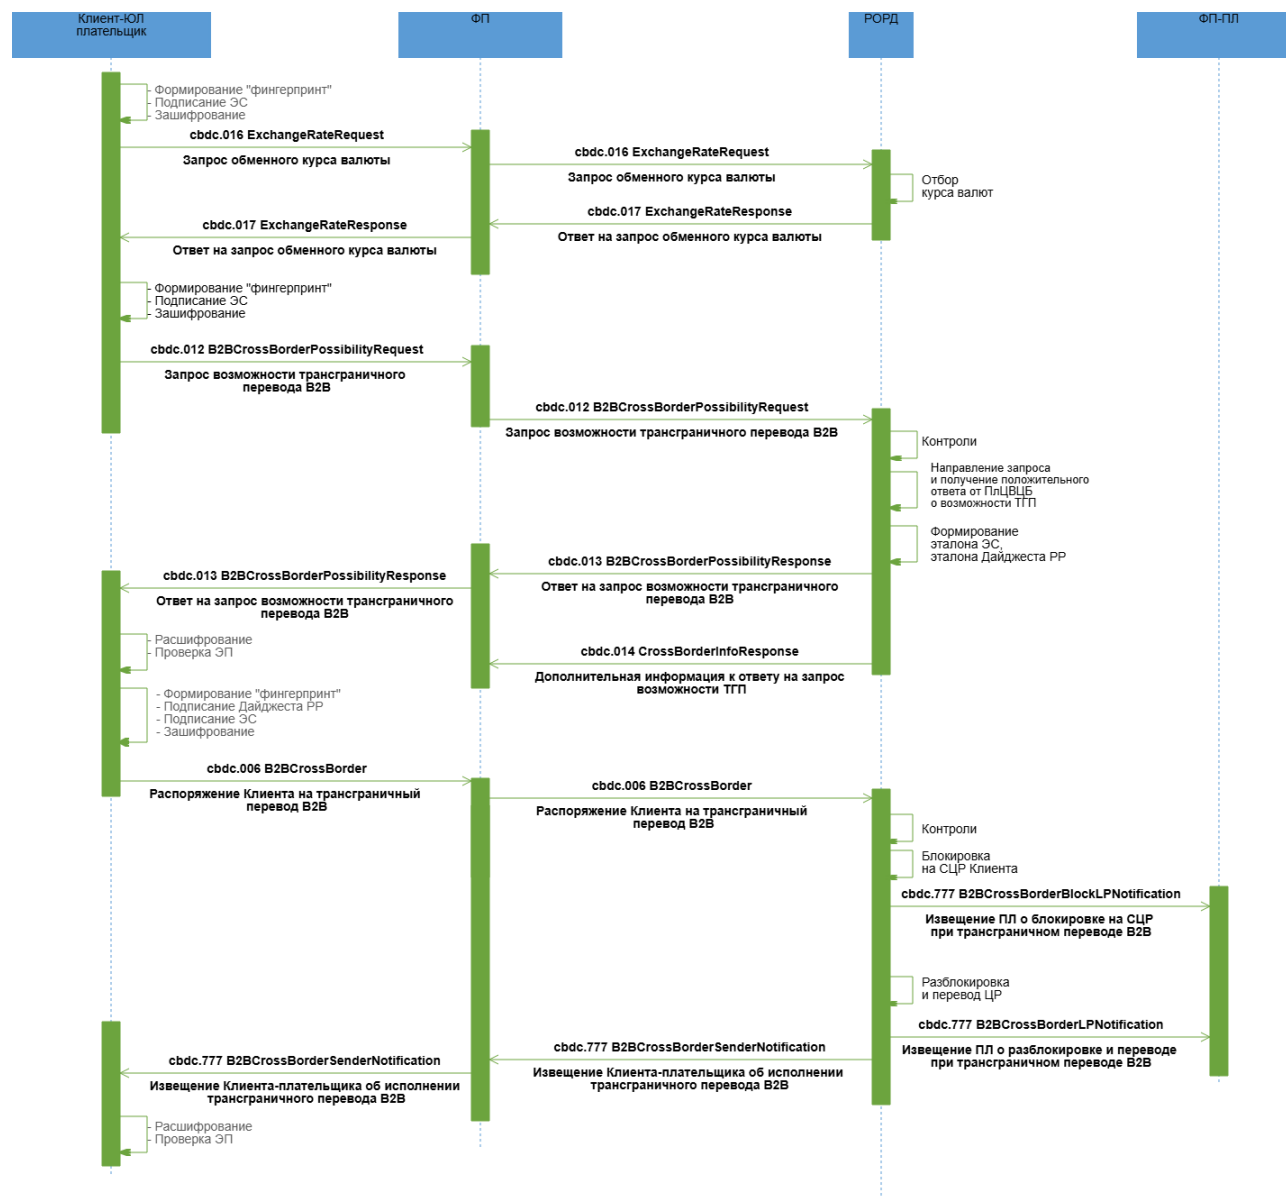 Клиент-ЮЛ
плательщик
ФП
РОРД
ФП-ПЛ
- Формирование "фингерпринт"
- Подписание ЭС
- Зашифрование
cbdc.016 ExchangeRateRequest
Запрос обменного курса валюты
cbdc.016 ExchangeRateRequest
Запрос обменного курса валюты
Отбор
курса валют
cbdc.017 ExchangeRateResponse
Ответ на запрос обменного курса валюты
cbdc.017 ExchangeRateResponse
Ответ на запрос обменного курса валюты
- Формирование "фингерпринт"
- Подписание ЭС
- Зашифрование
cbdc.012 B2BCrossBorderPossibilityRequest
Запрос возможности трансграничного
перевода B2B
cbdc.012 B2BCrossBorderPossibilityRequest
Запрос возможности трансграничного перевода B2B
Контроли
Направление запроса
и получение положительного
ответа от ПлЦВЦБ
о возможности ТГП
Формирование
эталона ЭС,
эталона Дайджеста РР
cbdc.013 B2BCrossBorderPossibilityResponse
Ответ на запрос возможности трансграничного
перевода B2B
cbdc.013 B2BCrossBorderPossibilityResponse
Ответ на запрос возможности трансграничного
перевода B2B
- Расшифрование
- Проверка ЭП
cbdc.014 CrossBorderInfoResponse
Дополнительная информация к ответу на запрос
возможности ТГП
- Формирование "фингерпринт"
- Подписание Дайджеста РР
- Подписание ЭС
- Зашифрование
cbdc.006 B2BCrossBorder
Распоряжение Клиента на трансграничный
перевод B2B
cbdc.006 B2BCrossBorder
Распоряжение Клиента на трансграничный
перевод B2B
Контроли
Блокировка
на СЦР Клиента
cbdc.777 B2BCrossBorderBlockLPNotification
Извещение ПЛ о блокировке на СЦР
при трансграничном переводе B2B
Разблокировка
и перевод ЦР
cbdc.777 B2BCrossBorderLPNotification
Извещение ПЛ о разблокировке и переводе
при трансграничном переводе B2B
cbdc.777 B2BCrossBorderSenderNotification
Извещение Клиента-плательщика об исполнении
трансграничного перевода B2B
cbdc.777 B2BCrossBorderSenderNotification
Извещение Клиента-плательщика об исполнении
трансграничного перевода B2B
- Расшифрование
- Проверка ЭП